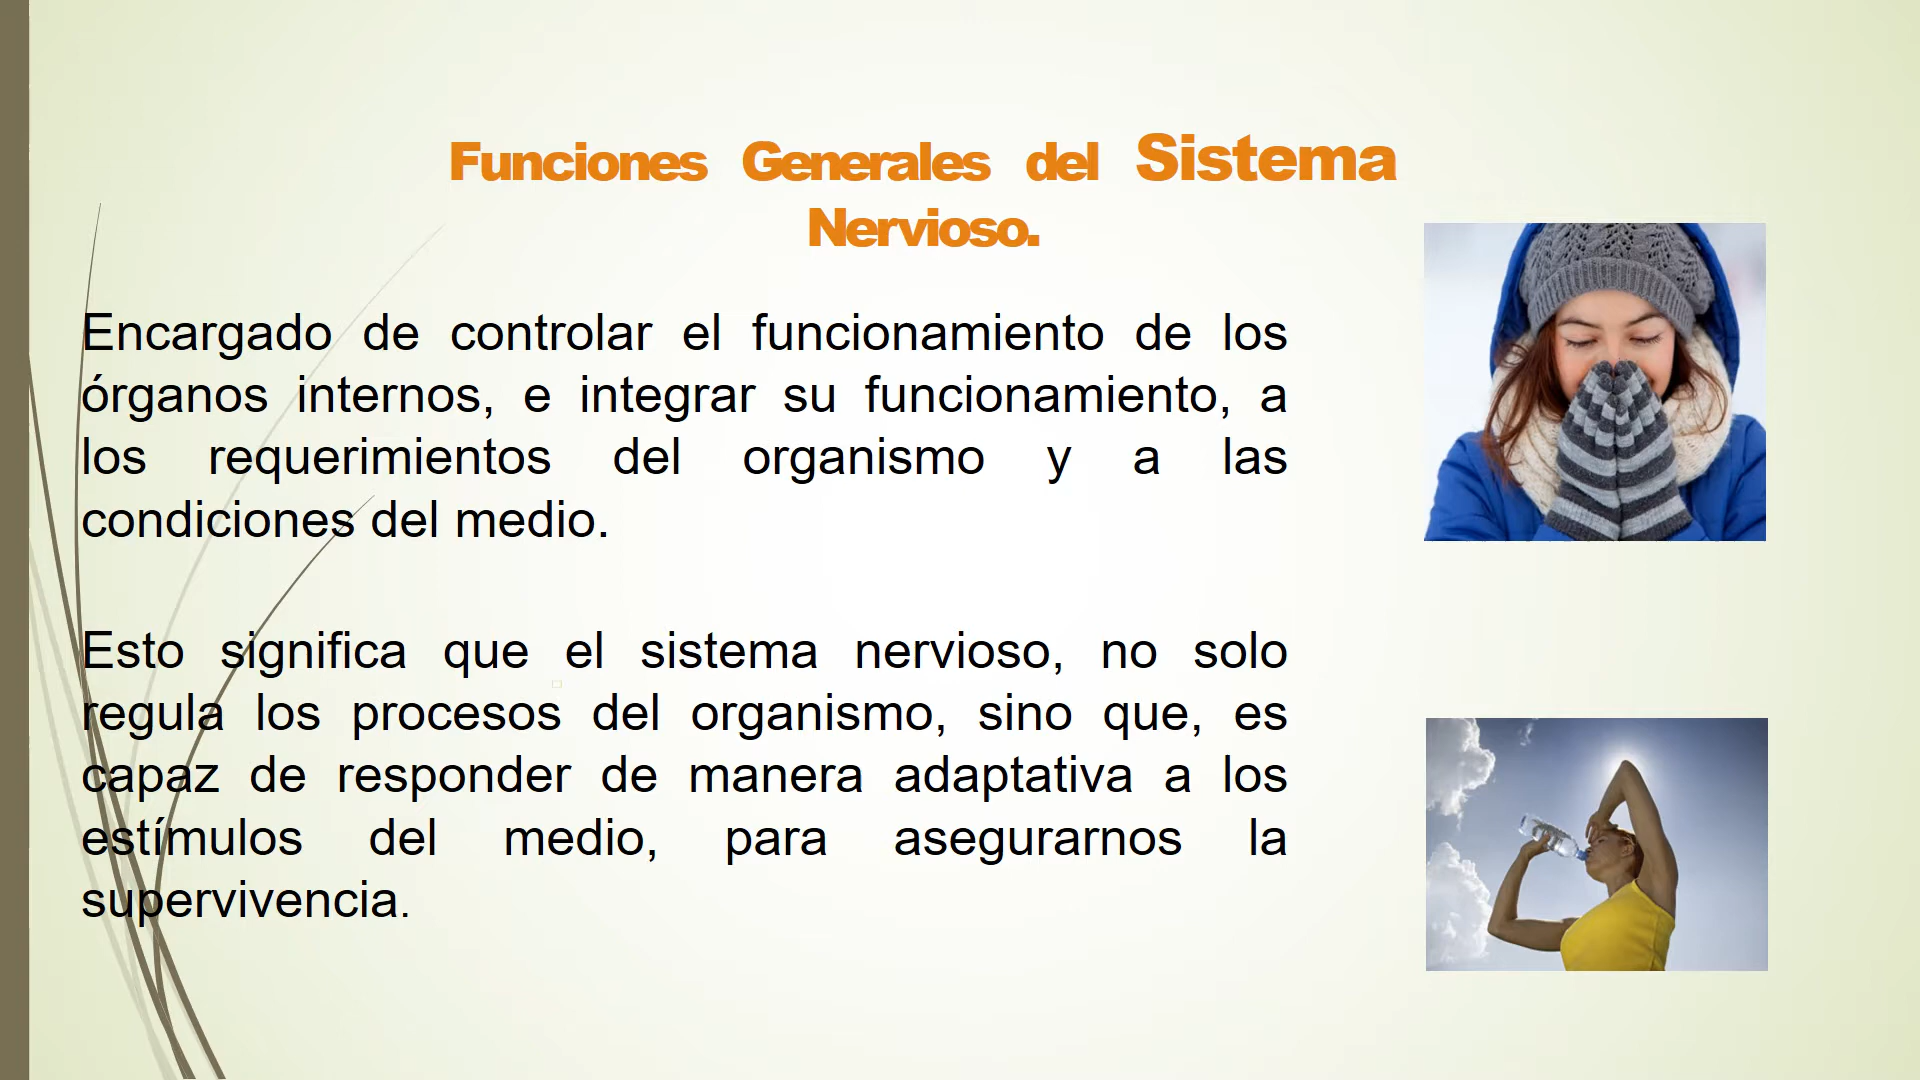 Funciones Generales del Sistema
Nervioso.
Encargado de controlar el funcionamiento de los
órganos internos, e integrar su funcionamiento, a
los requerimientos del organismo y a las
condiciones del medio.
Esto significa que el sistema nervioso, no solo
regula los procesos del organismo, sino que, es
capaz de responder de manera adaptativa a los
estímulos del medio, para asegurarnos la
supervivencia.